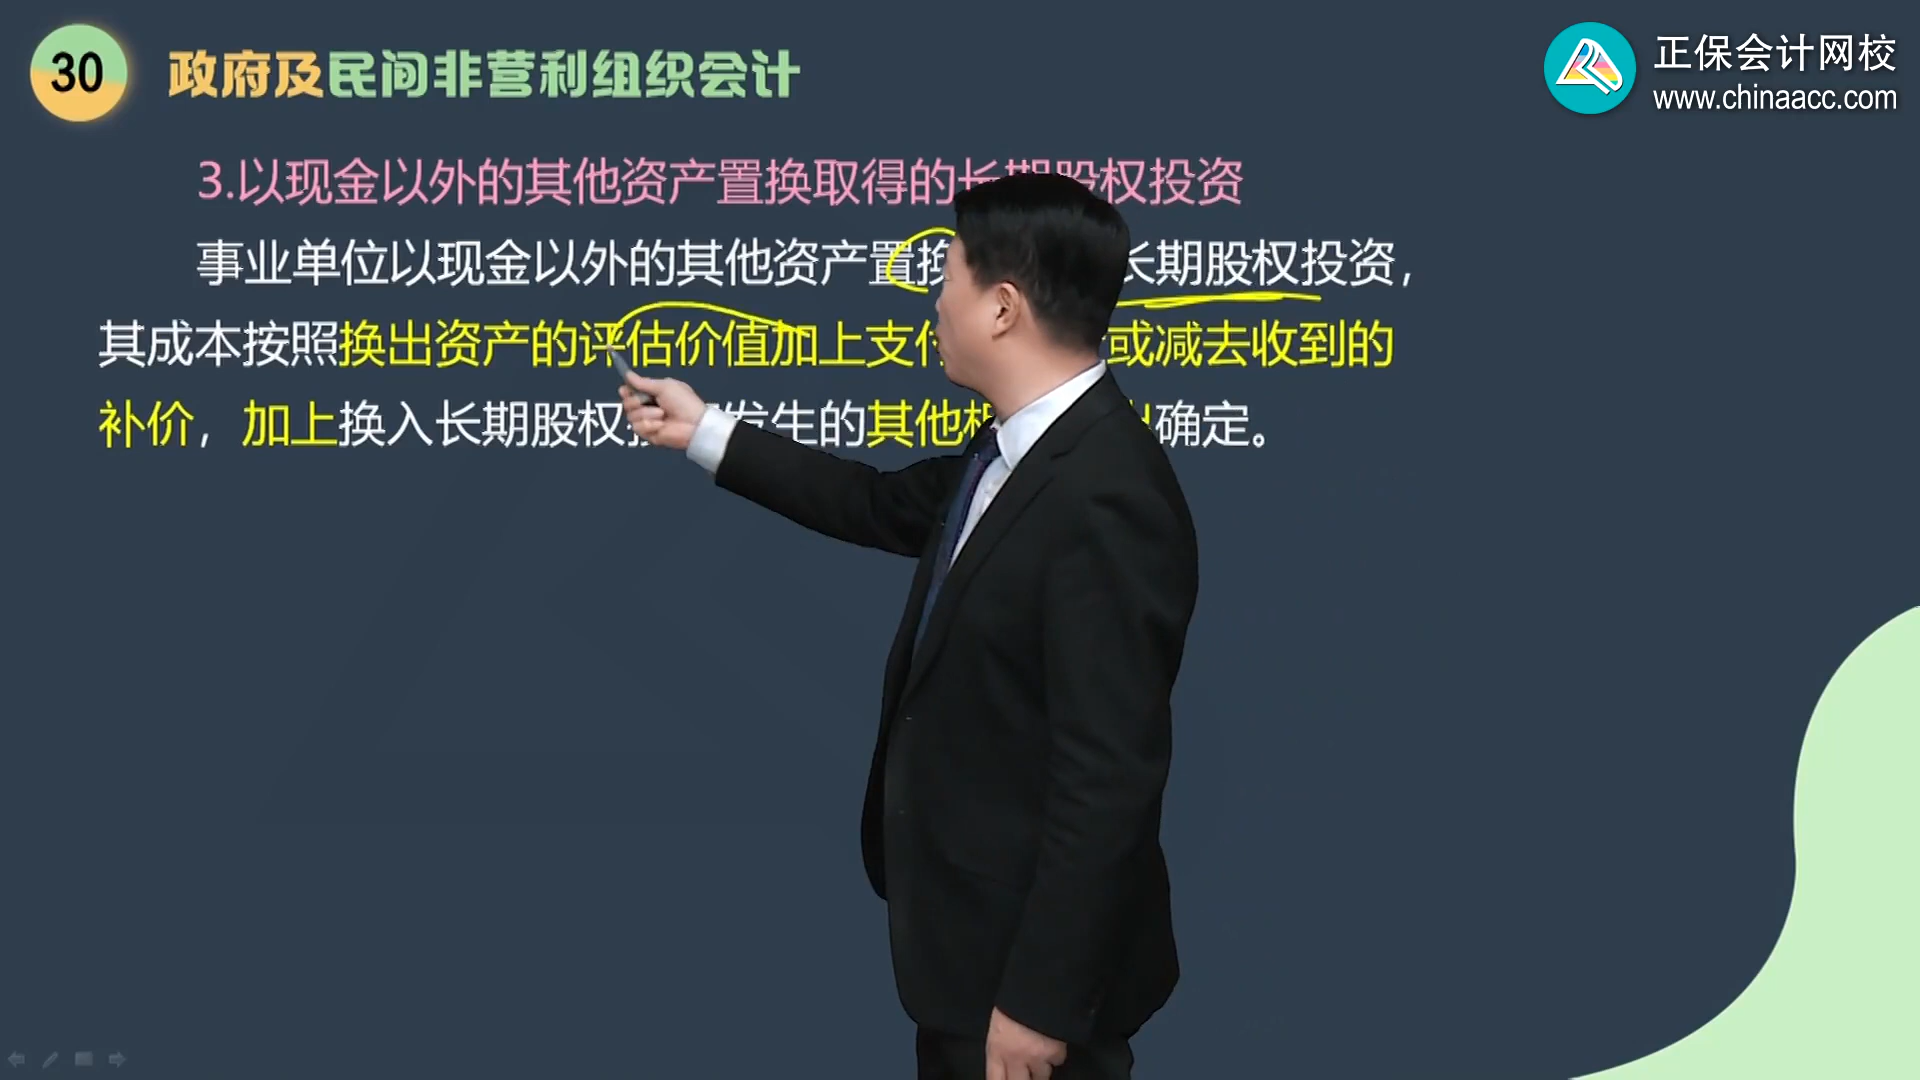 30 政府及民间非营利组织会计
正保会计网校
www.chinaacc.com
3.以现金以外的其他资产置换取得的长期股权投资
事业单位以现金以外的其他资产置换 长期股权投资，
其成本按照换出资产的评估价值加上支付 或减去收到的
补价，加上换入长期股权 发生的其他相 确定。